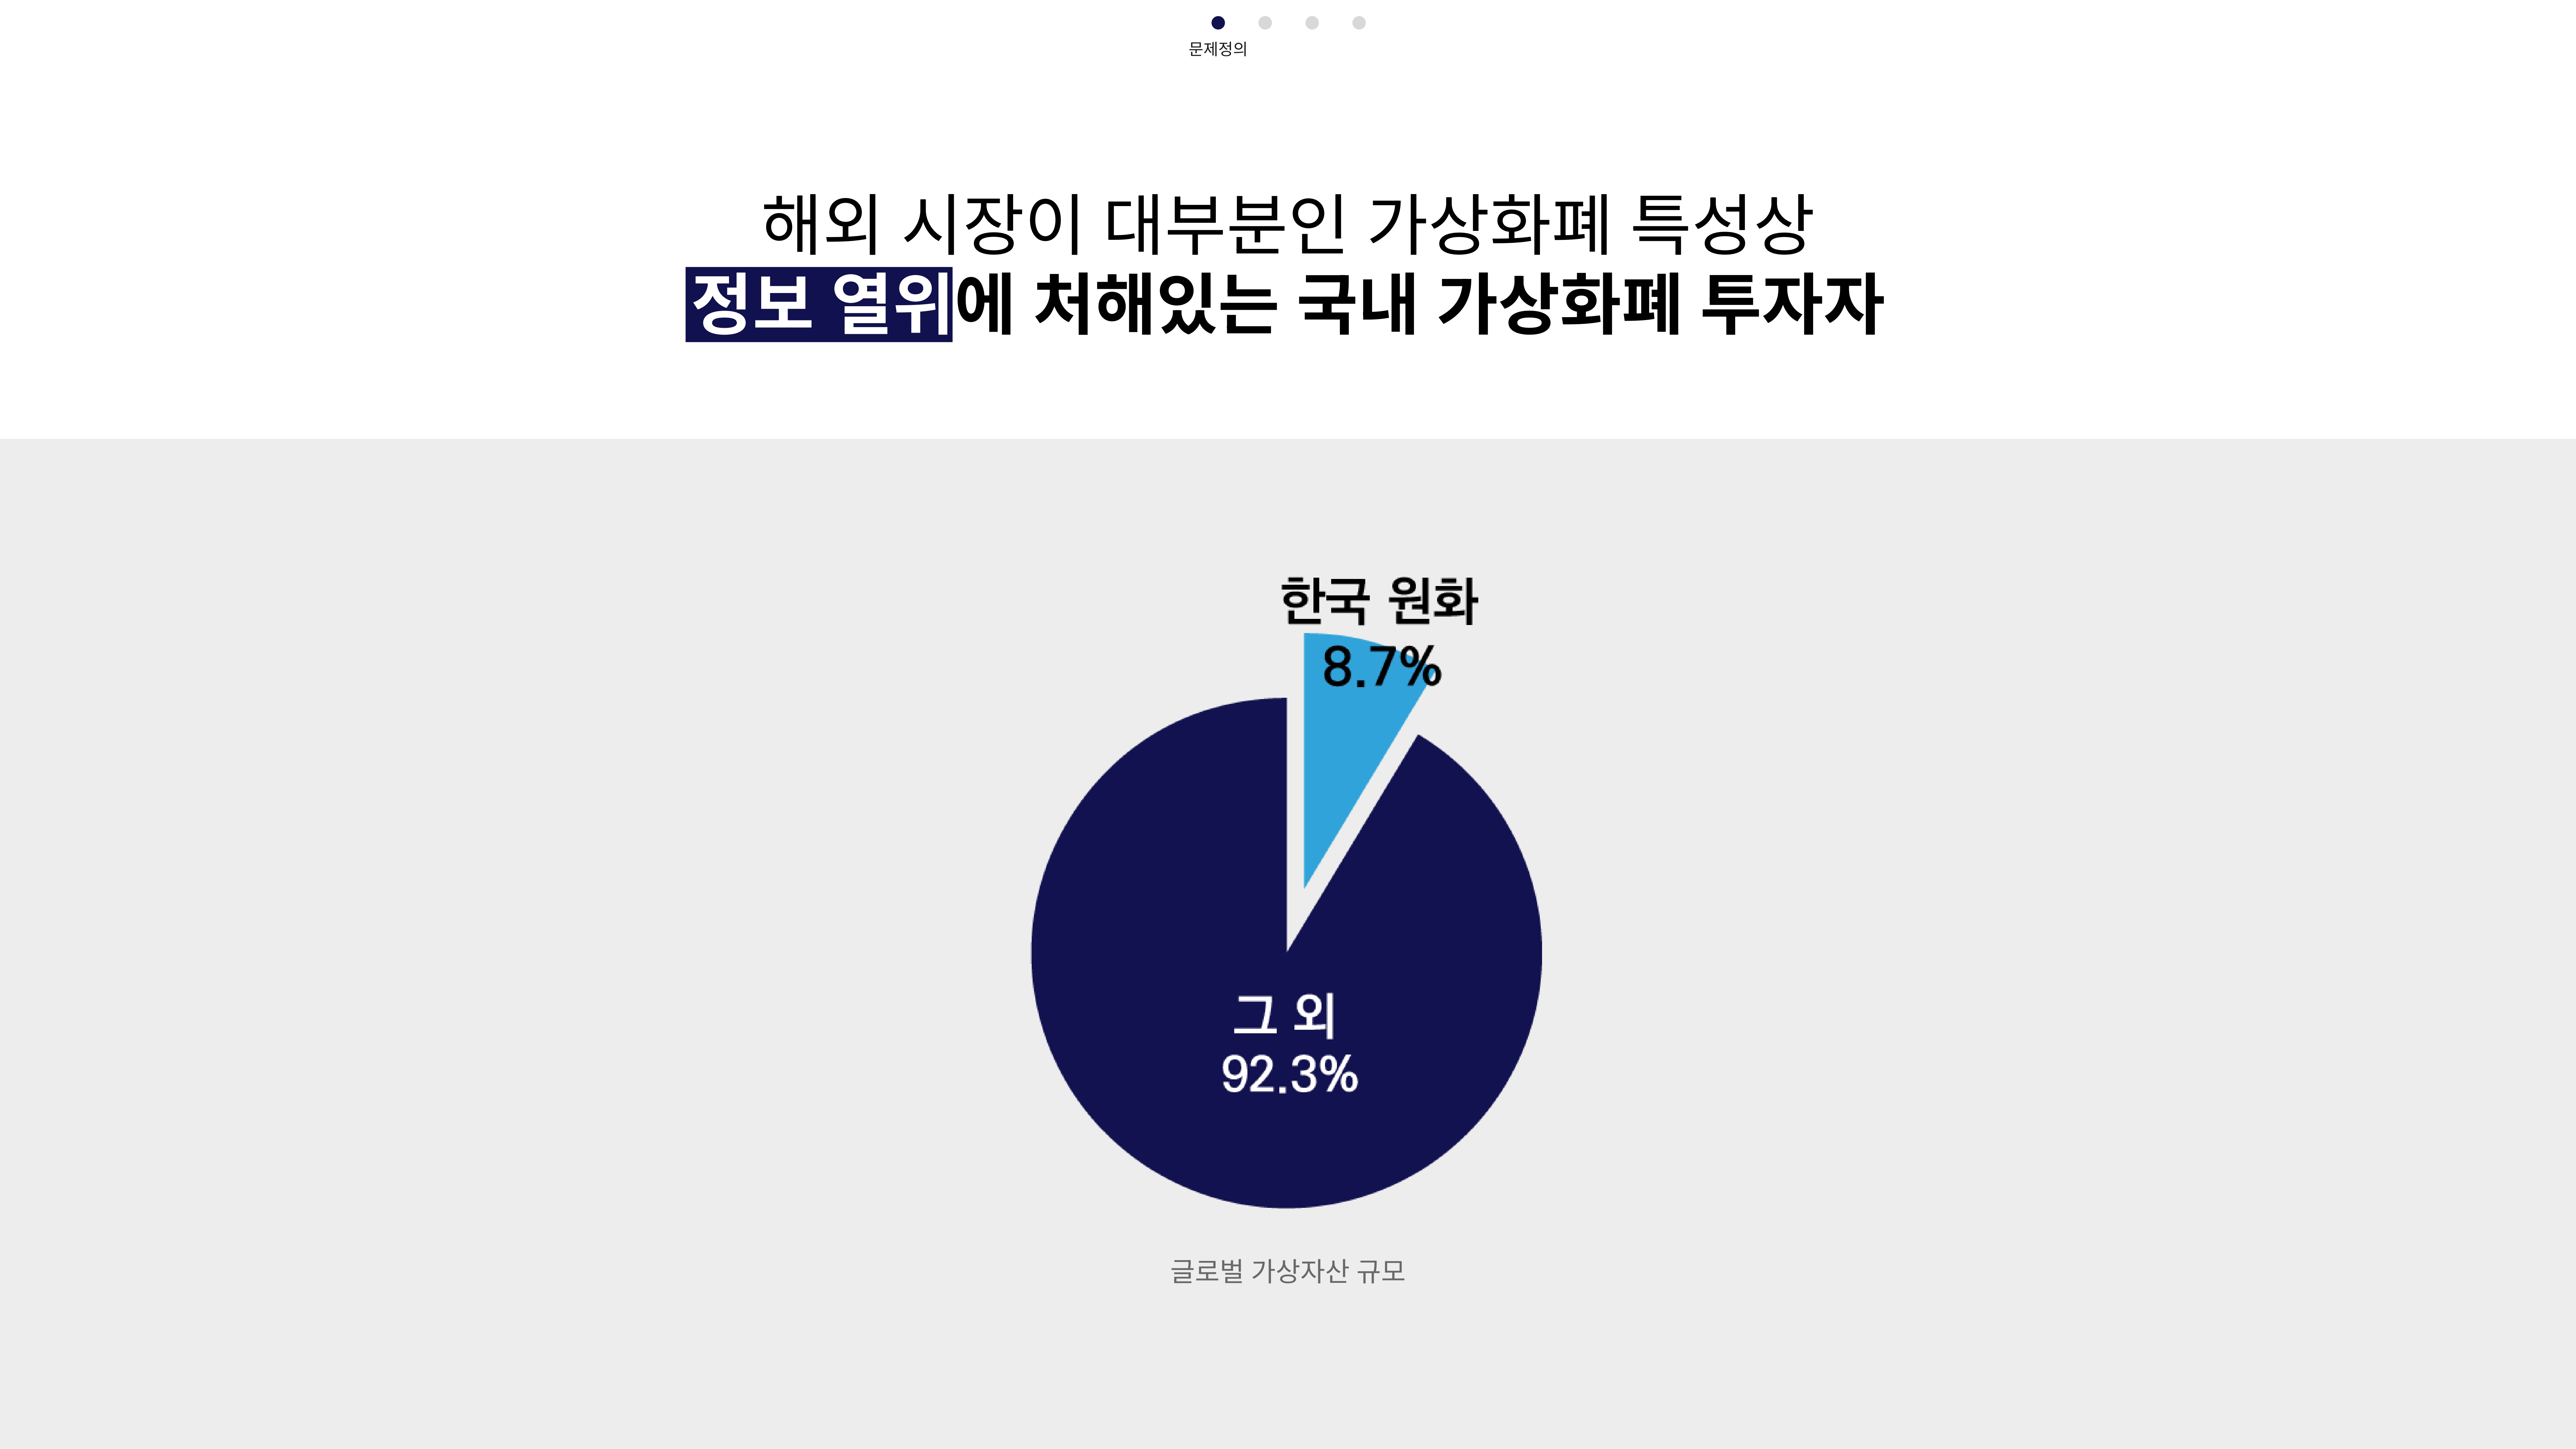 문제정의
해외 시장이 대부분인 가상화폐 특성상
정보 열위에 처해있는 국내 가상화폐 투자자
한국 원화
8.7%
그 외
92.3%
글로벌 가상자산 규모